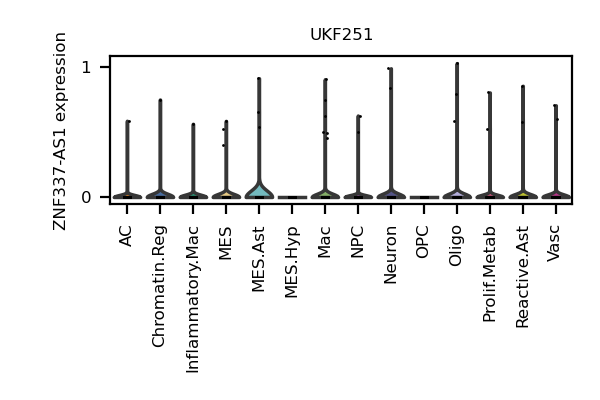 UKF251
ZNF337-AS1 expression
1
0
AC
Chromatin.Reg
Inflammatory.Mac
MES
MES.Ast
MES.Hyp
Mac
NPC
Neuron
OPC
Oligo
Prolif.Metab
Reactive.Ast
Vasc